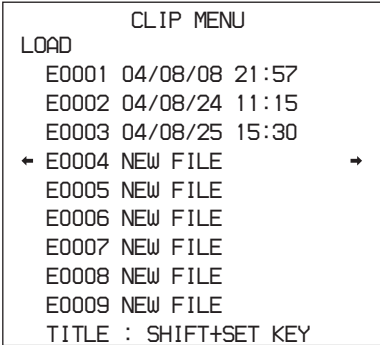 CLIP MENU
LOAD
E0001 04/08/08 21:57
E0002 04/08/24 11:15
E0003 04/08/25 15:30
← E0004 NEW FILE →
E0005 NEW FILE
E0006 NEW FILE
E0007 NEW FILE
E0008 NEW FILE
E0009 NEW FILE
TITLE : SHIFT+SET KEY